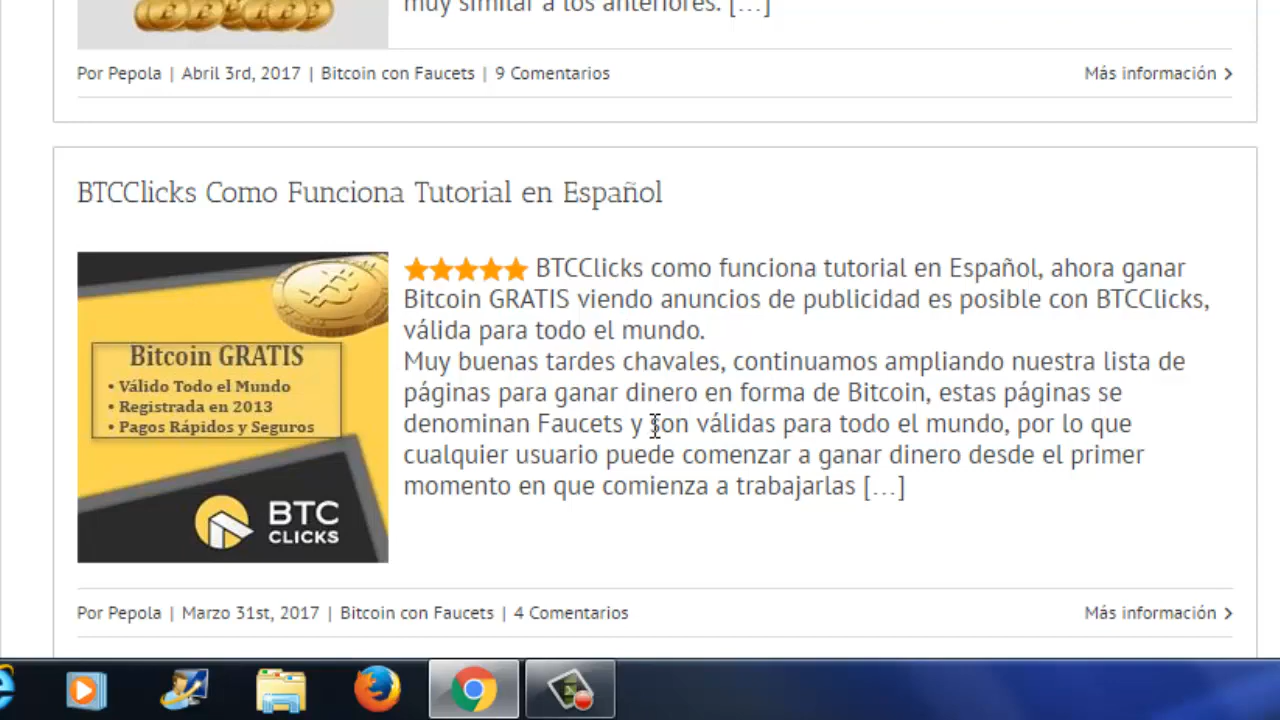 muy similar a los anteriores. [...]
Por Pepola | Abril 3rd, 2017 | Bitcoin con Faucets | 9 Comentarios
Más información
BTCClicks Como Funciona Tutorial en Español
BTCClicks como funciona tutorial en Español, ahora ganar
Bitcoin GRATIS viendo anuncios de publicidad es posible con BTCClicks,
válida para todo el mundo.
Muy buenas tardes chavales, continuamos ampliando nuestra lista de
páginas para ganar dinero en forma de Bitcoin, estas páginas se
denominan Faucets y son válidas para todo el mundo, por lo que
cualquier usuario puede comenzar a ganar dinero desde el primer
momento en que comienza a trabajarlas [...]
Bitcoin GRATIS
• Válido Todo el Mundo
• Registrada en 2013
• Pagos Rápidos y Seguros
BTC
CLICKS
Por Pepola | Marzo 31st, 2017 | Bitcoin con Faucets | 4 Comentarios
Más información